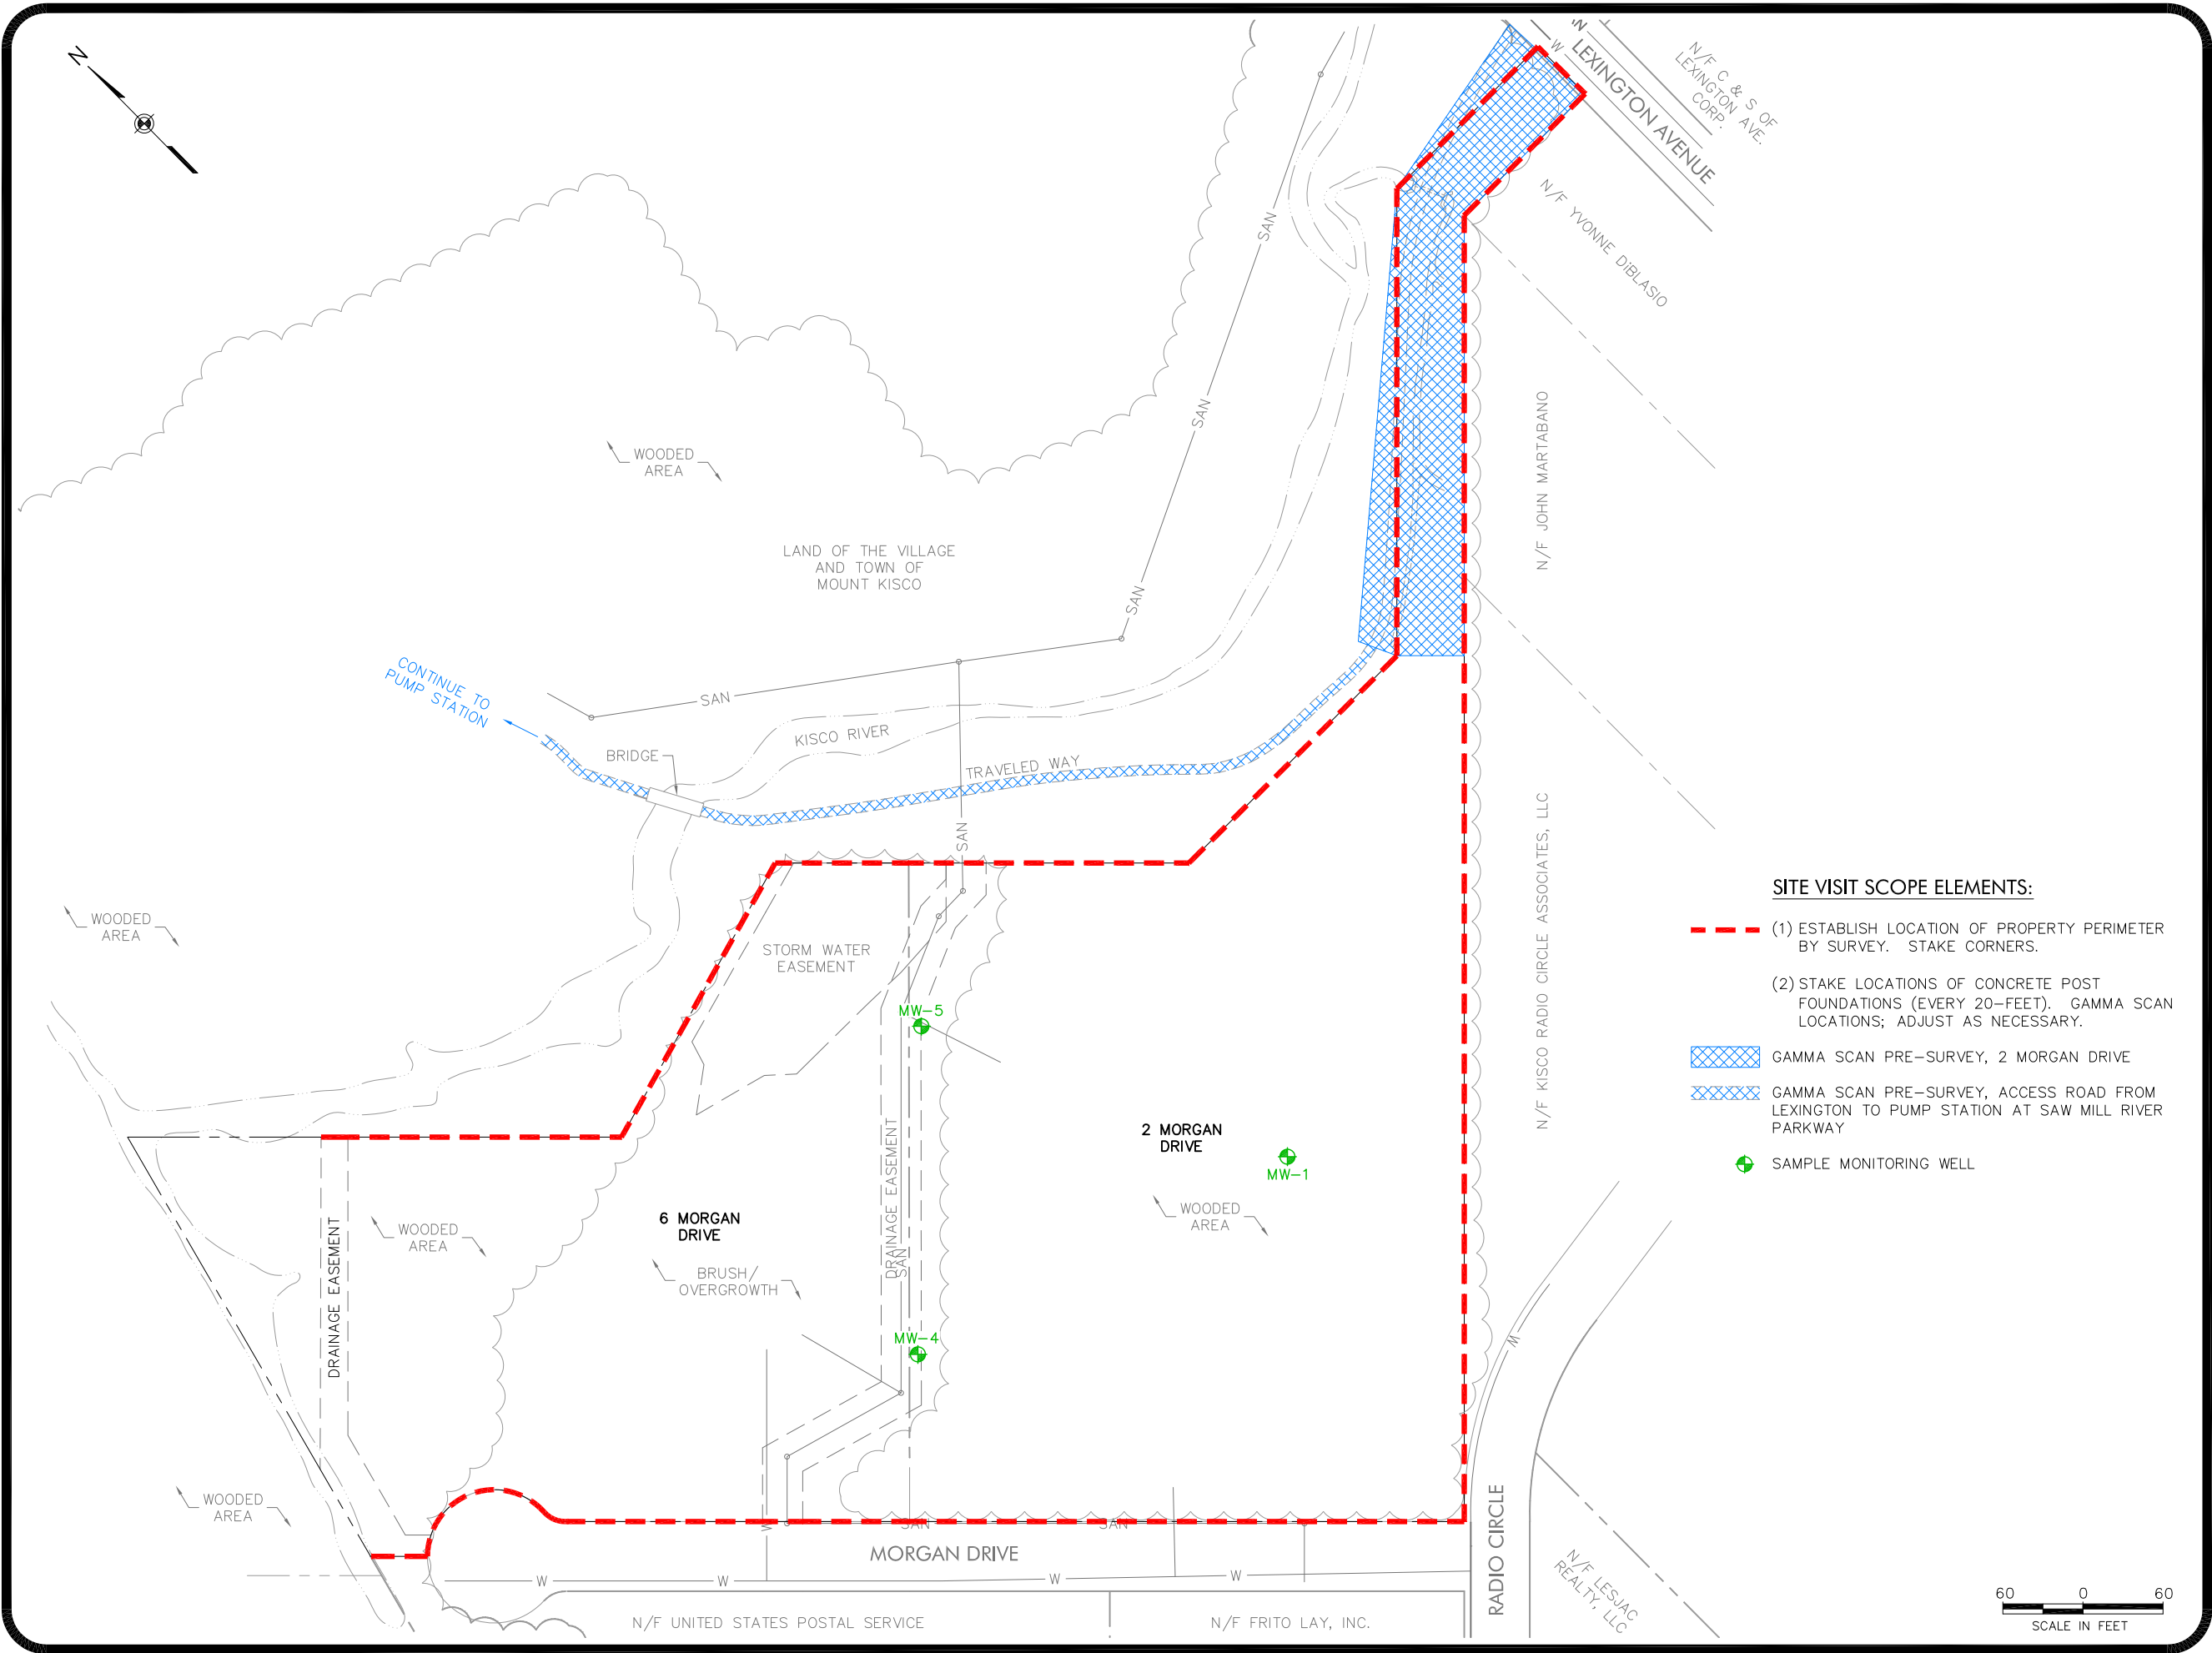 N
N
LEXINGTON AVENUE
W
N/F C & S OF
LEXINGTON AVE.
CORP.
N/F YVONNE DiBLASIO
SAN
SAN
SAN
WOODED
AREA
N/F JOHN MARTABANO
LAND OF THE VILLAGE
AND TOWN OF
MOUNT KISCO
CONTINUE TO
PUMP STATION
SAN
BRIDGE
KISCO RIVER
TRAVELED WAY
SAN
N/F KISCO RADIO CIRCLE ASSOCIATES, LLC
WOODED
AREA
STORM WATER
EASEMENT
MW-5
DRAINAGE EASEMENT
SAN
2 MORGAN
DRIVE
MW-1
WOODED
AREA
6 MORGAN
DRIVE
BRUSH/
OVERGROWTH
WOODED
AREA
DRAINAGE EASEMENT
MW-4
WOODED
AREA
W
W
SAN
SAN
MORGAN DRIVE
W
W
W
W
RADIO CIRCLE
N/F UNITED STATES POSTAL SERVICE
N/F FRITO LAY, INC.
N/F LESJAC
REALTY, LLC
SITE VISIT SCOPE ELEMENTS:
(1) ESTABLISH LOCATION OF PROPERTY PERIMETER
BY SURVEY. STAKE CORNERS.
(2) STAKE LOCATIONS OF CONCRETE POST
FOUNDATIONS (EVERY 20-FEET). GAMMA SCAN
LOCATIONS; ADJUST AS NECESSARY.
GAMMA SCAN PRE-SURVEY, 2 MORGAN DRIVE
GAMMA SCAN PRE-SURVEY, ACCESS ROAD FROM
LEXINGTON TO PUMP STATION AT SAW MILL RIVER
PARKWAY
SAMPLE MONITORING WELL
60 0 60
SCALE IN FEET